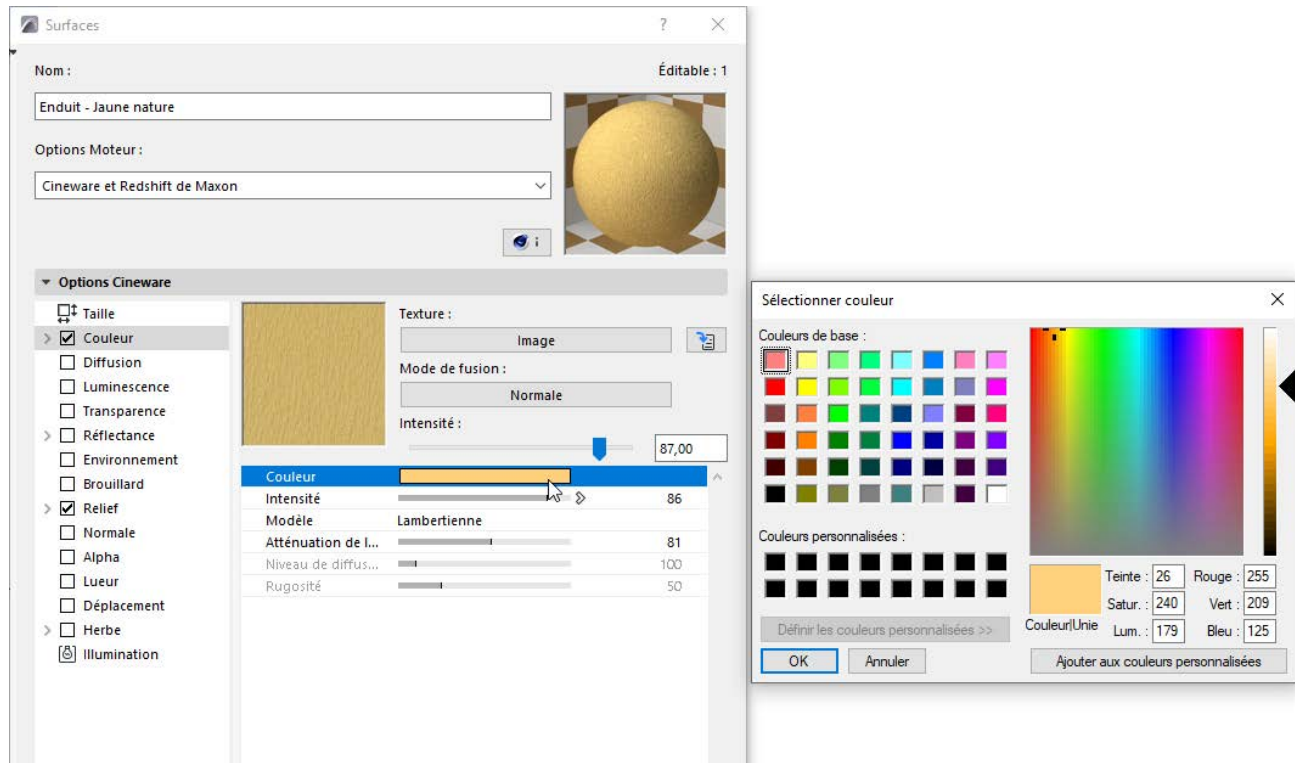 Surfaces
?
Nom :
Éditable : 1
Enduit - Jaune nature
Options Moteur :
Cineware et Redshift de Maxon
i
Options Cineware
Taille
Couleur
Diffusion
Luminescence
Transparence
Réflectance
Environnement
Brouillard
Relief
Normale
Alpha
Lueur
Déplacement
Herbe
Illumination
Texture :
Image
Mode de fusion :
Normale
Intensité :
87,00
Couleur
Intensité 86
Modèle Lambertienne
Atténuation de l... 81
Niveau de diffus... 100
Rugosité 50
Sélectionner couleur
Couleurs de base :
Couleurs personnalisées :
Définir les couleurs personnalisées >>
OK Annuler
Couleur|Unie
Teinte : 26 Rouge : 255
Satur. : 240 Vert : 209
Lum. : 179 Bleu : 125
Ajouter aux couleurs personnalisées